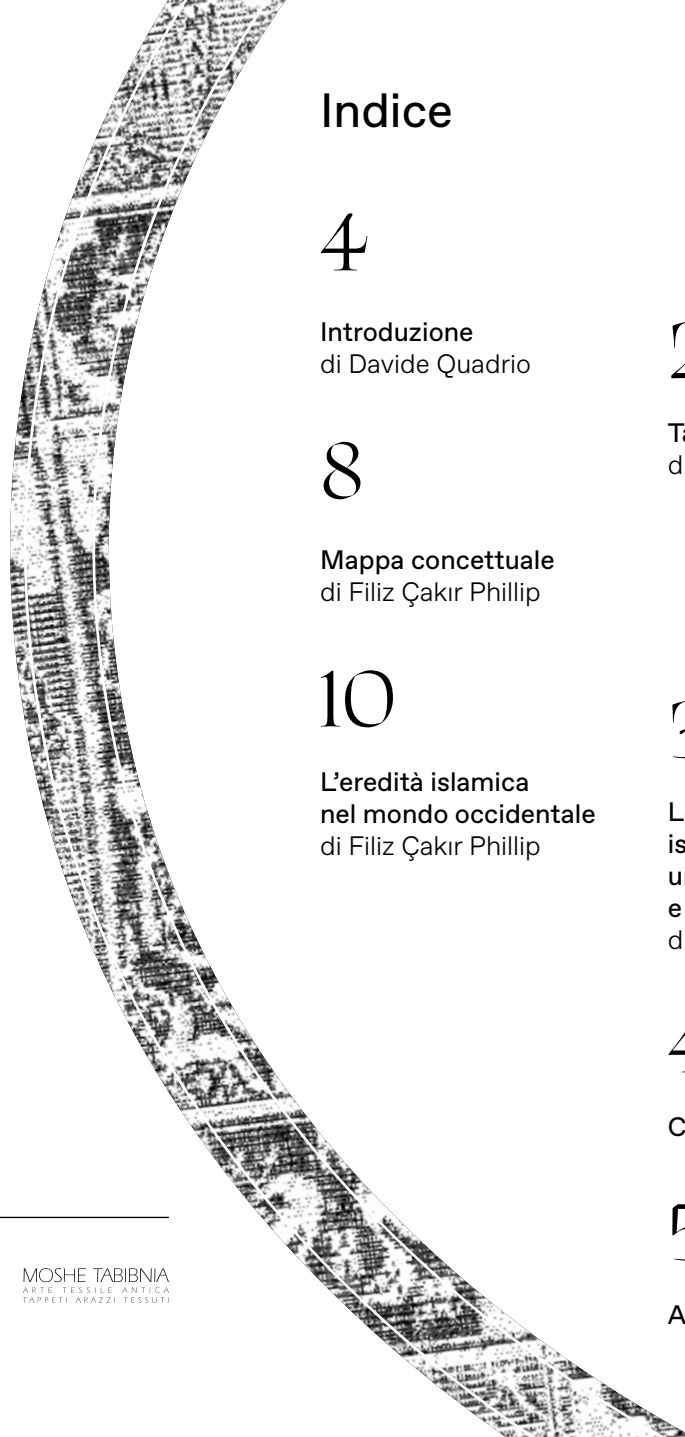 Indice
4
Introduzione
di Davide Quadrio
8
Mappa concettuale
di Filiz Çakır Phillip
10
L’eredità islamica
nel mondo occidentale
di Filiz Çakır Phillip
MOSHE TABIBNIA
ARTE TESSILE ANTICA
TAPPETI ARAZZI TESSUTI